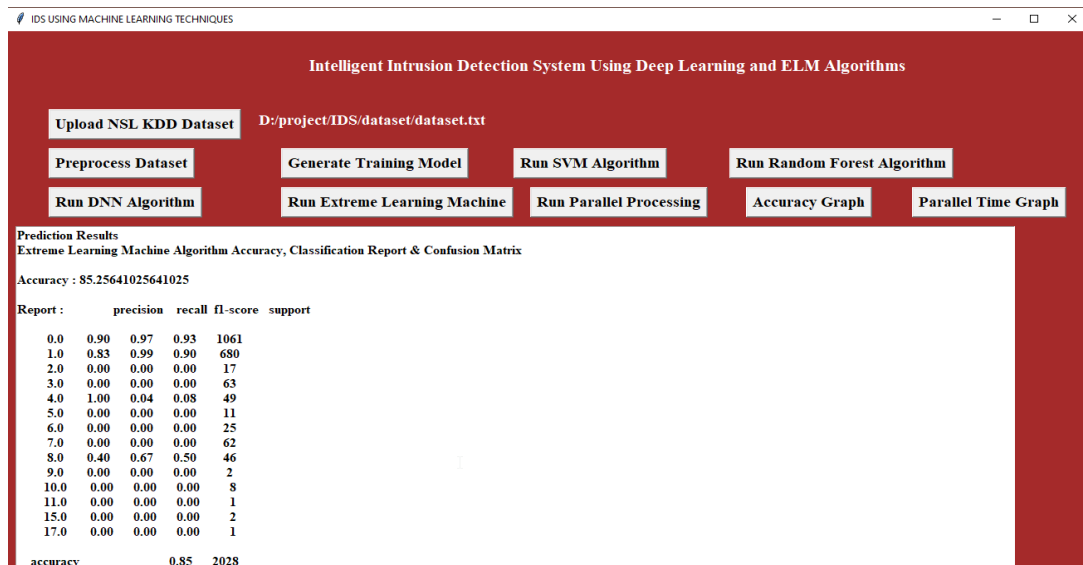 IDS USING MACHINE LEARNING TECHNIQUES
Intelligent Intrusion Detection System Using Deep Learning and ELM Algorithms
Upload NSL KDD Dataset D:/project/IDS/dataset/dataset.txt
Preprocess Dataset Generate Training Model Run SVM Algorithm Run Random Forest Algorithm
Run DNN Algorithm Run Extreme Learning Machine Run Parallel Processing Accuracy Graph Parallel Time Graph
Prediction Results
Extreme Learning Machine Algorithm Accuracy, Classification Report & Confusion Matrix
Accuracy : 85.25641025641025
Report : precision recall f1-score support
0.0 0.90 0.97 0.93 1061
1.0 0.83 0.99 0.90 680
2.0 0.00 0.00 0.00 17
3.0 0.00 0.00 0.00 63
4.0 1.00 0.04 0.08 49
5.0 0.00 0.00 0.00 11
6.0 0.00 0.00 0.00 25
7.0 0.00 0.00 0.00 62
8.0 0.40 0.67 0.50 46
9.0 0.00 0.00 0.00 2
10.0 0.00 0.00 0.00 8
11.0 0.00 0.00 0.00 1
15.0 0.00 0.00 0.00 2
17.0 0.00 0.00 0.00 1
accuracy 0.85 2028